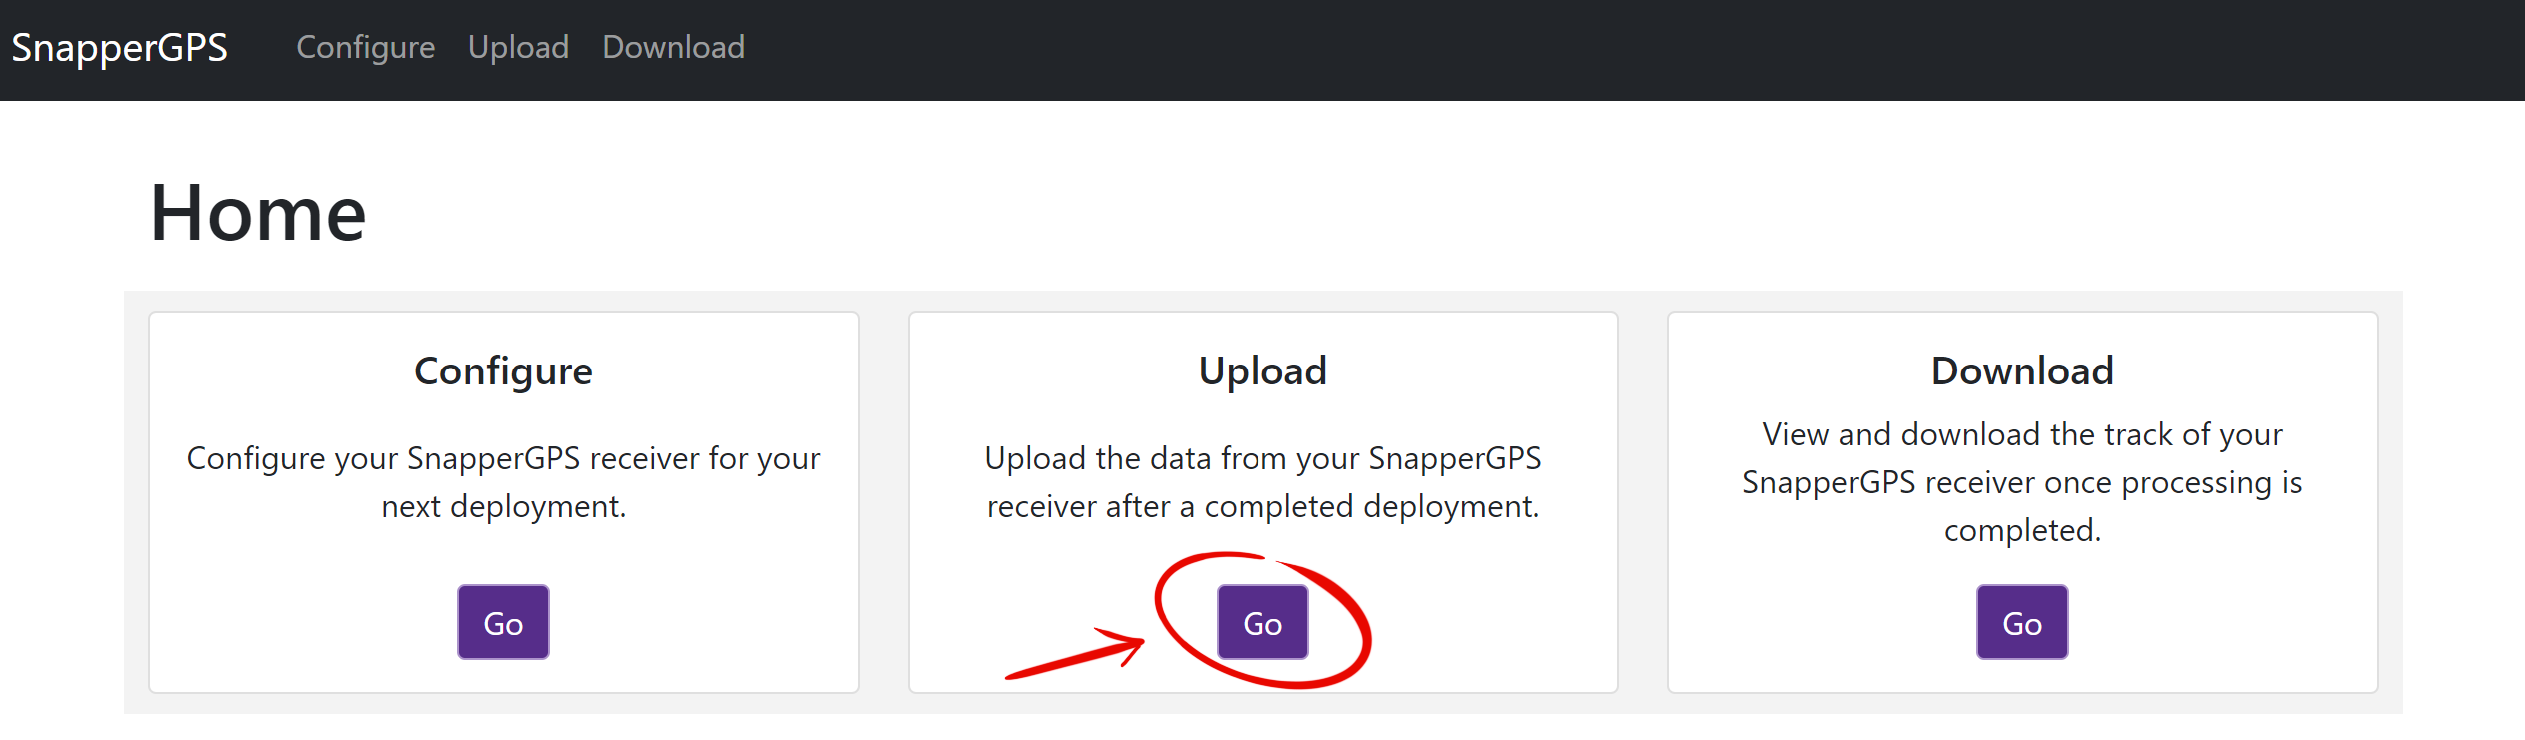 SnapperGPS Configure Upload Download
Home
Configure
Configure your SnapperGPS receiver for your
next deployment.
Go
Upload
Upload the data from your SnapperGPS
receiver after a completed deployment.
Go
Download
View and download the track of your
SnapperGPS receiver once processing is
completed.
Go